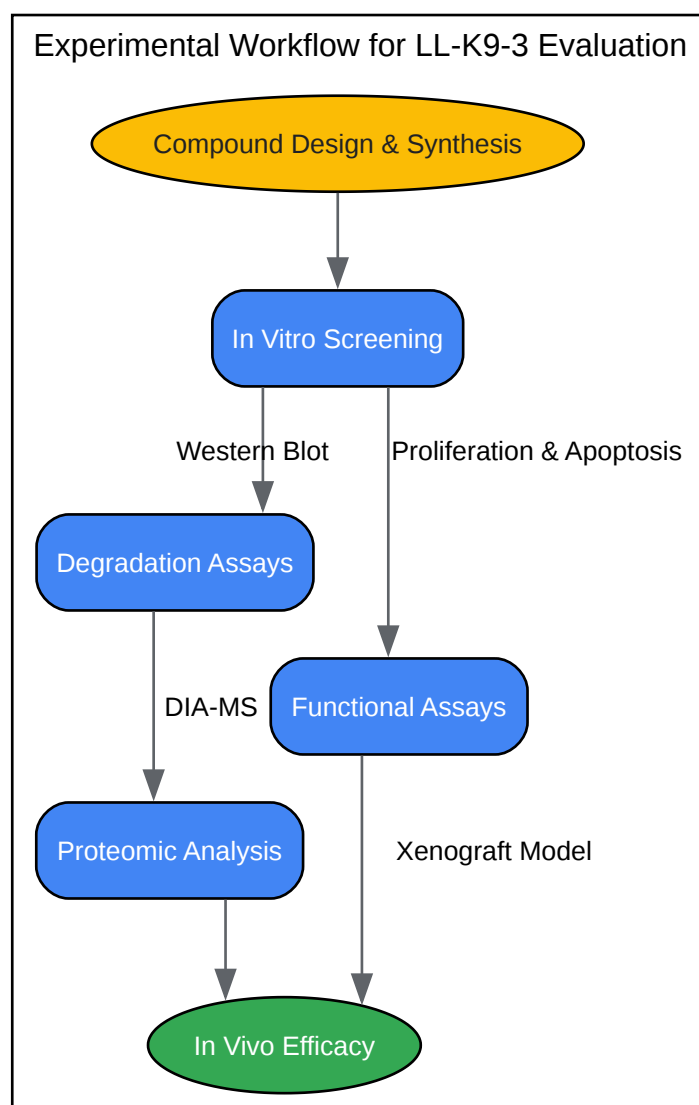 Experimental Workflow for LL-K9-3 Evaluation
Compound Design & Synthesis
In Vitro Screening
Western Blot
Proliferation & Apoptosis
Degradation Assays
DIA-MS
Functional Assays
Proteomic Analysis
Xenograft Model
In Vivo Efficacy